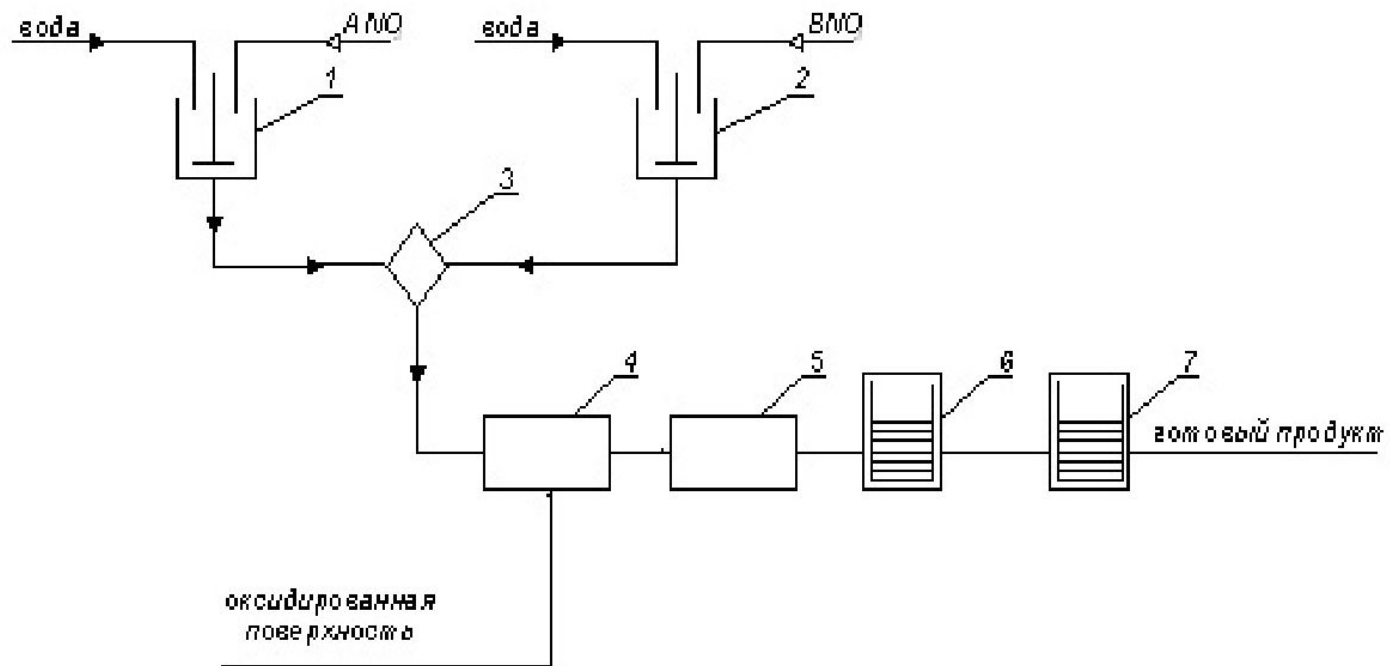 вода
ANO
вода
BNO
1
2
3
4
5
6
7
готовый продукт
оксидированная
поверхность